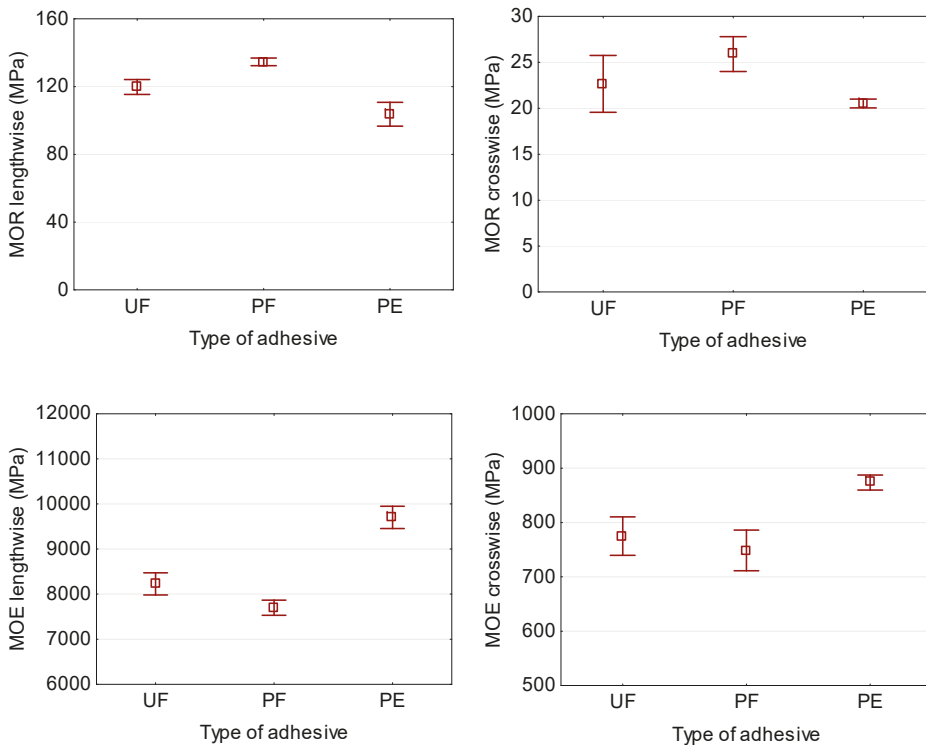 MOR lengthwise (MPa)
160
120
80
40
0
UF PF PE
Type of adhesive
MOR crosswise (MPa)
30
25
20
15
10
5
0
UF PF PE
Type of adhesive
MOE lengthwise (MPa)
12000
11000
10000
9000
8000
7000
6000
UF PF PE
Type of adhesive
MOE crosswise (MPa)
1000
900
800
700
600
500
UF PF PE
Type of adhesive